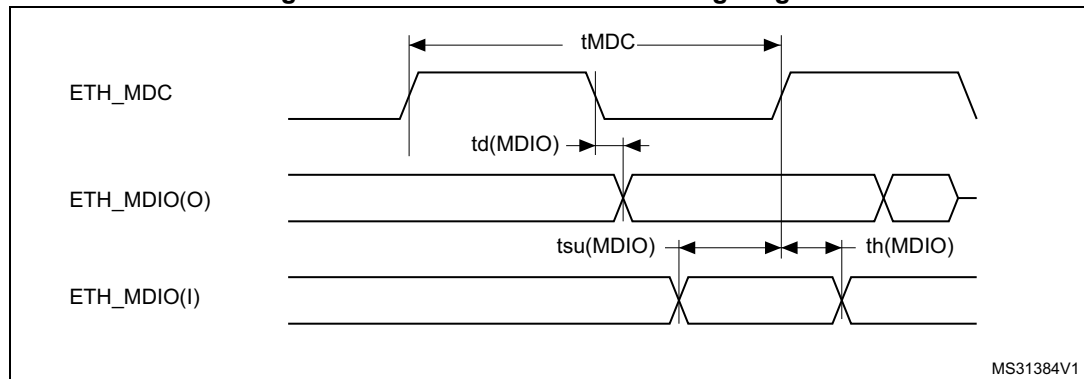 tMDC
ETH_MDC
td(MDIO)
ETH_MDIO(O)
tsu(MDIO) th(MDIO)
ETH_MDIO(I)
MS31384V1